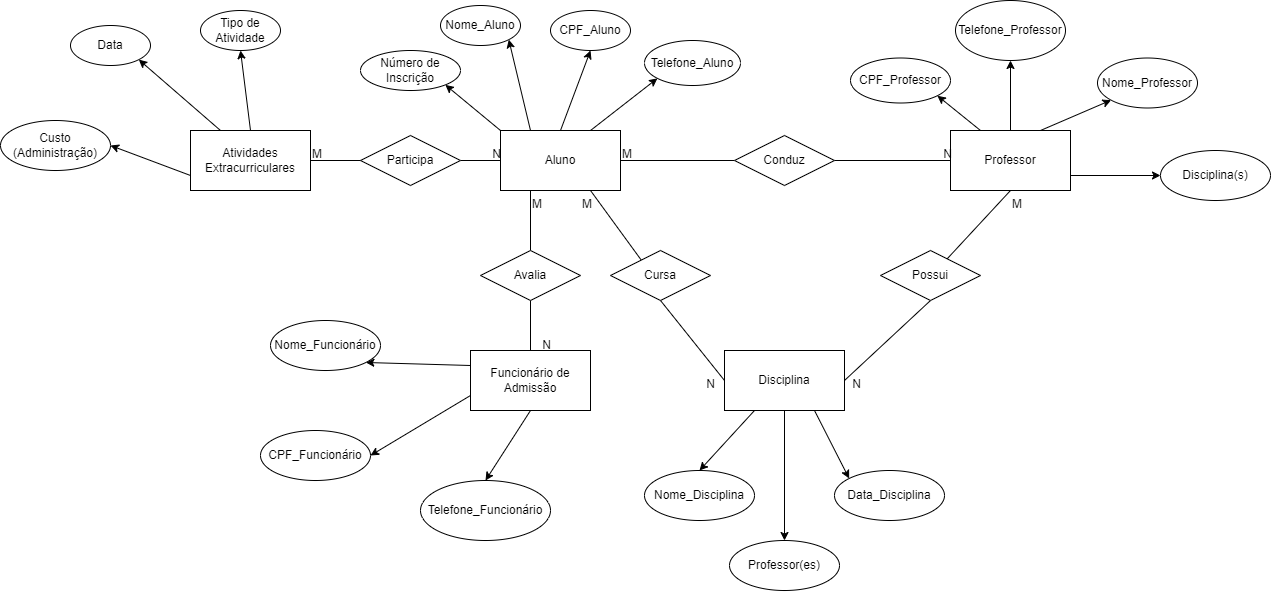 Tipo de
Atividade
Data
Custo
(Administração)
Atividades
Extracurriculares
M
Participa
N
Número de
Inscrição
Nome_Aluno
CPF_Aluno
Telefone_Aluno
Aluno
M
Conduz
N
CPF_Professor
Telefone_Professor
Nome_Professor
Professor
Disciplina(s)
M
M
M
Avalia
Cursa
Possui
N
N
N
Nome_Funcionário
Funcionário de
Admissão
CPF_Funcionário
Telefone_Funcionário
Disciplina
Nome_Disciplina
Data_Disciplina
Professor(es)